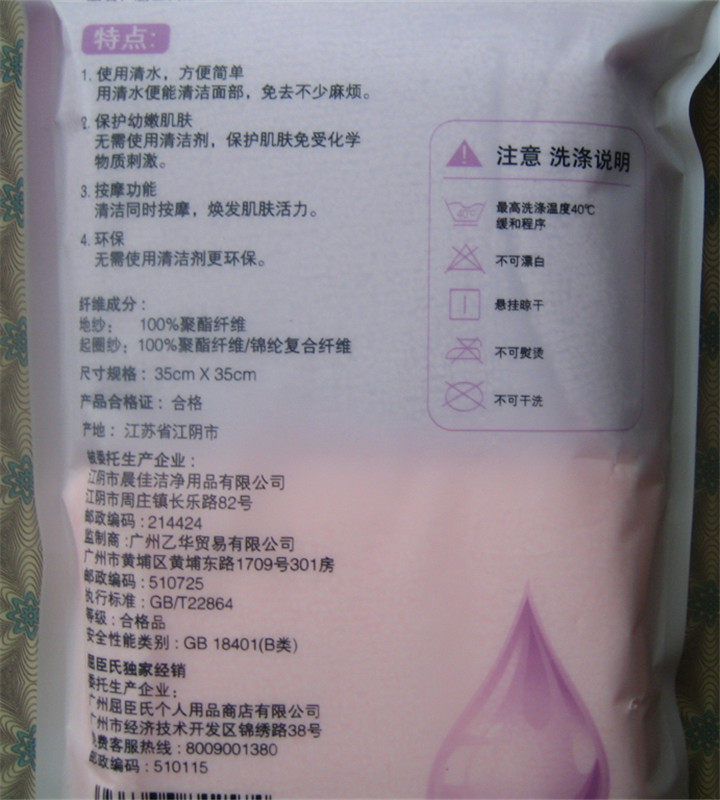 特点:
1. 使用清水，方便简单
用清水便能清洁面部，免去不少麻烦。
2. 保护幼嫩肌肤
无需使用清洁剂，保护肌肤免受化学
物质刺激。
3. 按摩功能
清洁同时按摩，焕发肌肤活力。
4. 环保
无需使用清洁剂更环保。
纤维成分：
地纱： 100%聚酯纤维
起圈纱：100%聚酯纤维/锦纶复合纤维
尺寸规格：35cm X 35cm
产品合格证：合格
产地：江苏省江阴市
被委托生产企业：
江阴市晨佳洁净用品有限公司
江阴市周庄镇长乐路82号
邮政编码：214424
监制商:广州乙华贸易有限公司
广州市黄埔区黄埔东路1709号301房
邮政编码：510725
执行标准：GB/T22864
等级：合格品
安全性能类别：GB 18401(B类)
屈臣氏独家经销
委托生产企业：
广州屈臣氏个人用品商店有限公司
广州市经济技术开发区锦绣路38号
免费客服热线：8009001380
邮政编码：510115
注意 洗涤说明
最高洗涤温度40℃
缓和程序
不可漂白
悬挂晾干
不可熨烫
不可干洗